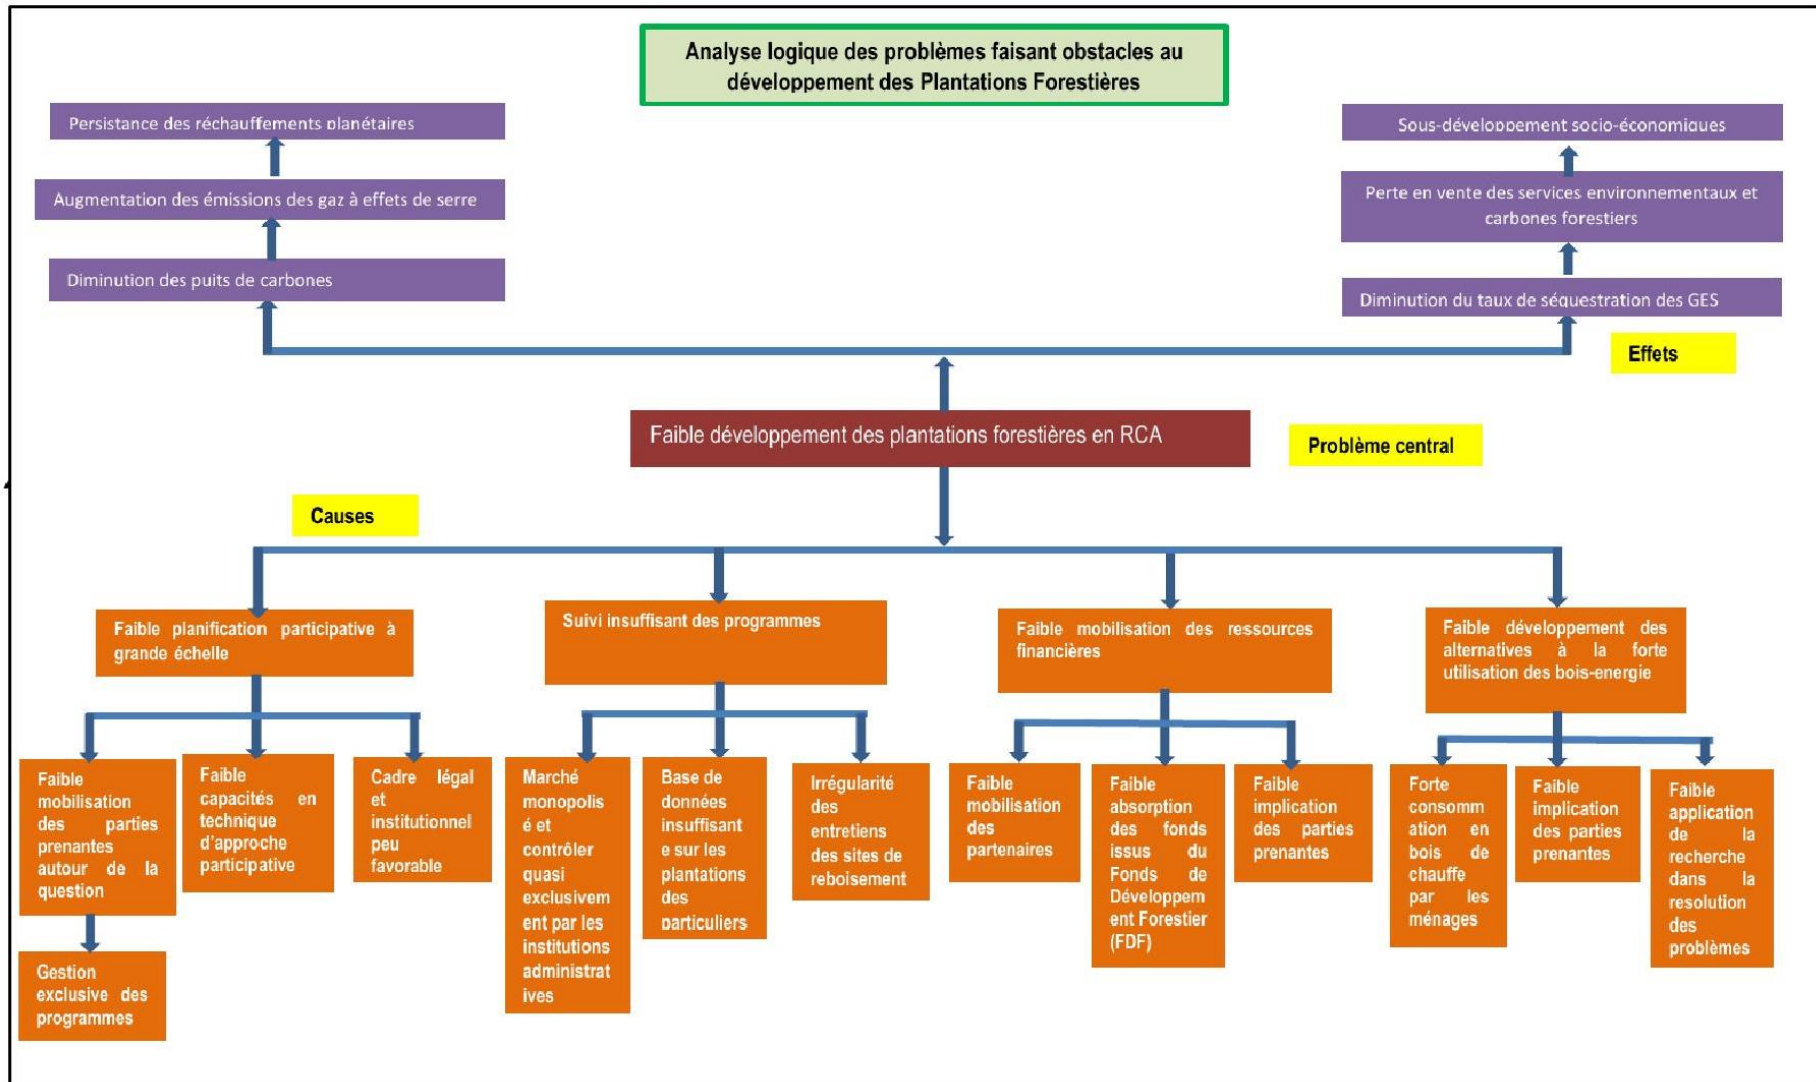 Analyse logique des problèmes faisant obstacles au
développement des Plantations Forestières
Persistance des réchauffements planétaires
Augmentation des émissions des gaz à effets de serre
Diminution des puits de carbones
Sous-développement socio-économiques
Perte en vente des services environnementaux et
carbones forestiers
Diminution du taux de séquestration des GES
Effets
Faible développement des plantations forestières en RCA
Problème central
Causes
Faible planification participative à
grande échelle
Suivi insuffisant des programmes
Faible mobilisation des ressources
financières
Faible développement des
alternatives à la forte
utilisation des bois-energie
Faible
mobilisation
des parties
prenantes
autour de la
question
Faible
capacités en
technique
d'approche
participative
Cadre légal
et
institutionnel
peu
favorable
Marché
monopolis
é et
contrôler
quasi
exclusivem
ent par les
institutions
administrat
ives
Base de
données
insuffisant
e sur les
plantations
des
particuliers
Irrégularité
des
entretiens
des sites de
reboisement
Faible
mobilisation
des
partenaires
Faible
absorption
des fonds
issus du
Fonds de
Développem
ent Forestier
(FDF)
Faible
implication
des parties
prenantes
Forte
consomm
ation en
bois de
chauffe
par les
ménages
Faible
implication
des parties
prenantes
Faible
application
de la
recherche
dans la
resolution
des
problèmes
Gestion
exclusive des
programmes